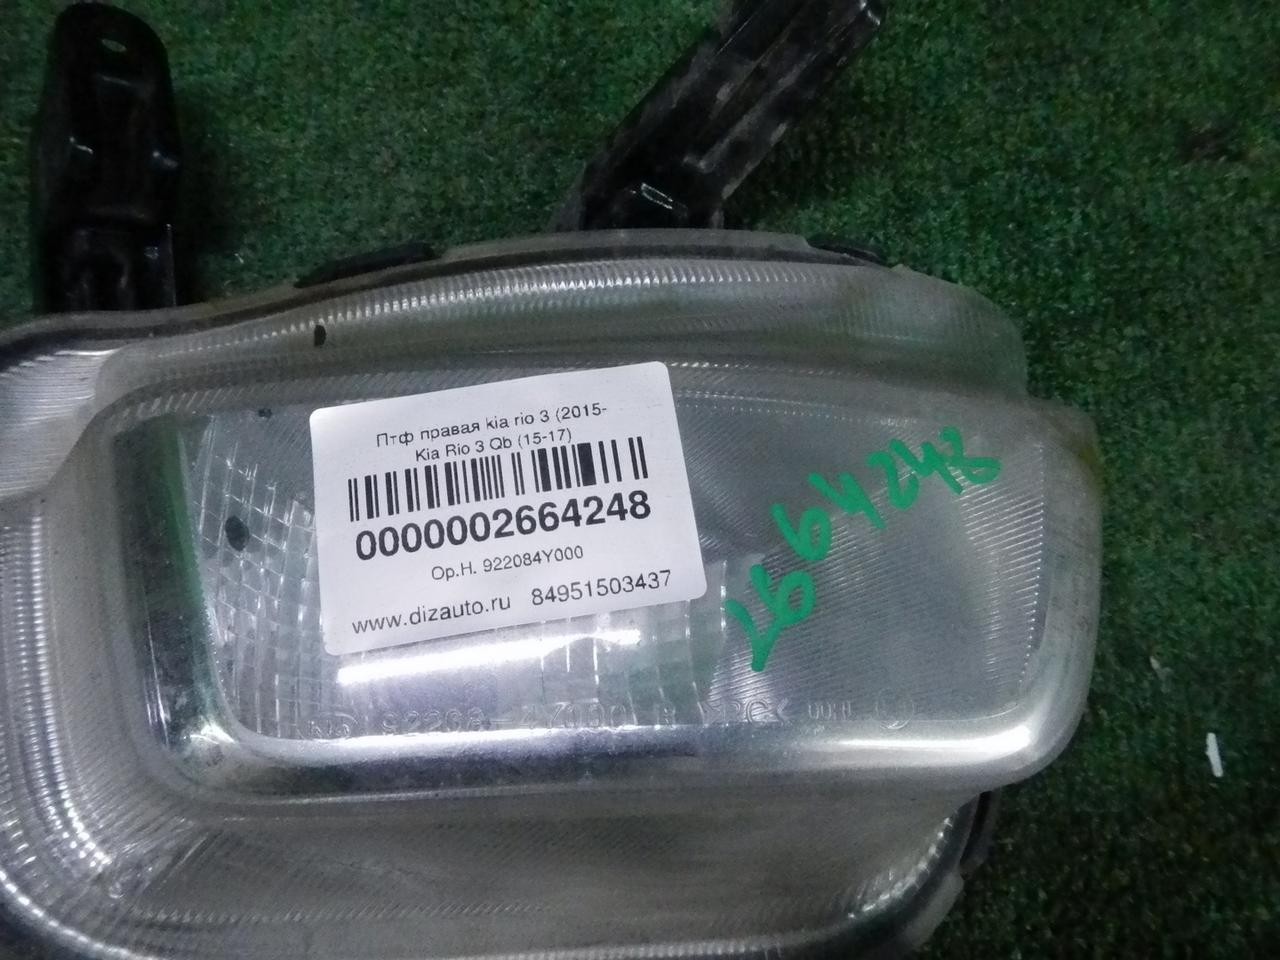 Птф правая kia rio 3 (2015-
Kia Rio 3 Qb (15-17)
0000002664248
Ор.Н. 922084Y000
www.dizauto.ru 84951503437
2664248